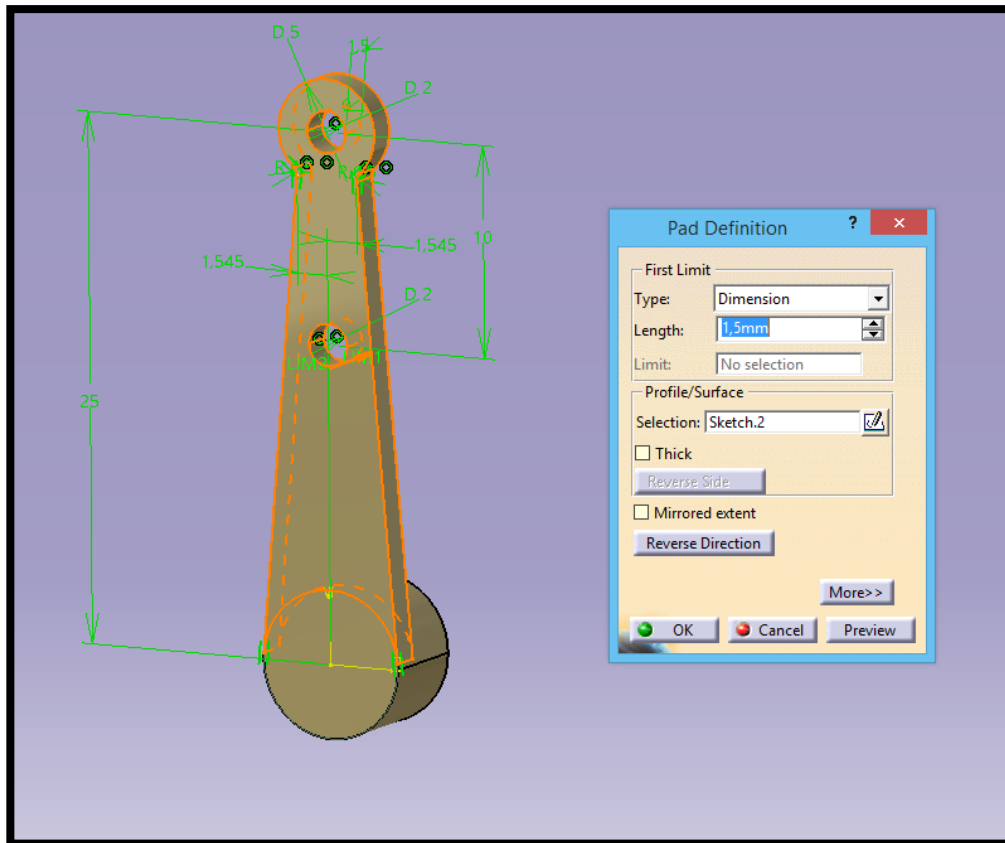 D 5
1,5
D 2
R
R
10
1,545
1,545
D 2
25
Pad Definition
?
First Limit
Type: Dimension
Length: 1,5mm
Limit: No selection
Profile/Surface
Selection: Sketch.2
Thick
Reverse Side
Mirrored extent
Reverse Direction
More>>
OK Cancel Preview